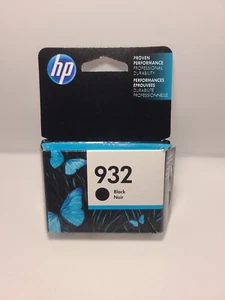 hp
PROVEN
PERFORMANCE
PROFESSIONAL
DURABILITY
PERFORMANCES
ÉPROUVÉES
DURABILITÉ
PROFESSIONNELLE
932
Black
Noir